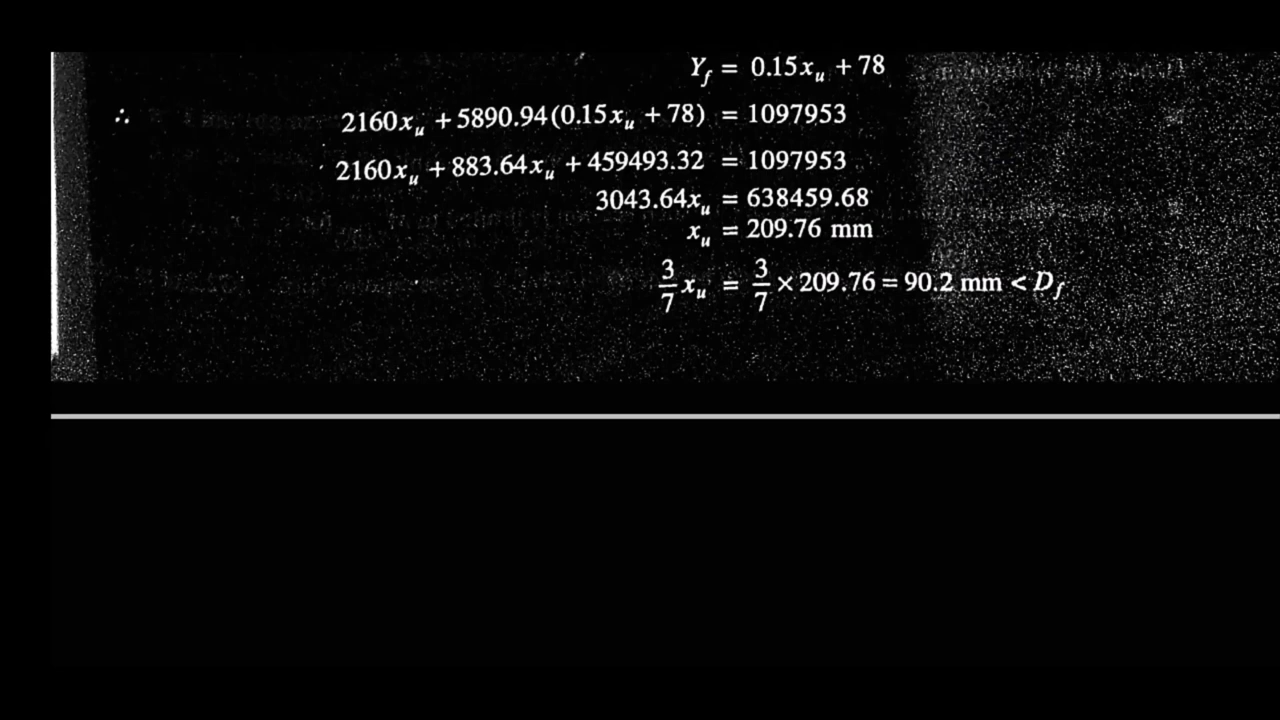 Y_f = 0.15x_u + 78
∴ 2160x_u + 5890.94(0.15x_u + 78) = 1097953
2160x_u + 883.64x_u + 459493.32 = 1097953
3043.64x_u = 638459.68
x_u = 209.76 mm
3/7 x_u = 3/7 × 209.76 = 90.2 mm < D_f